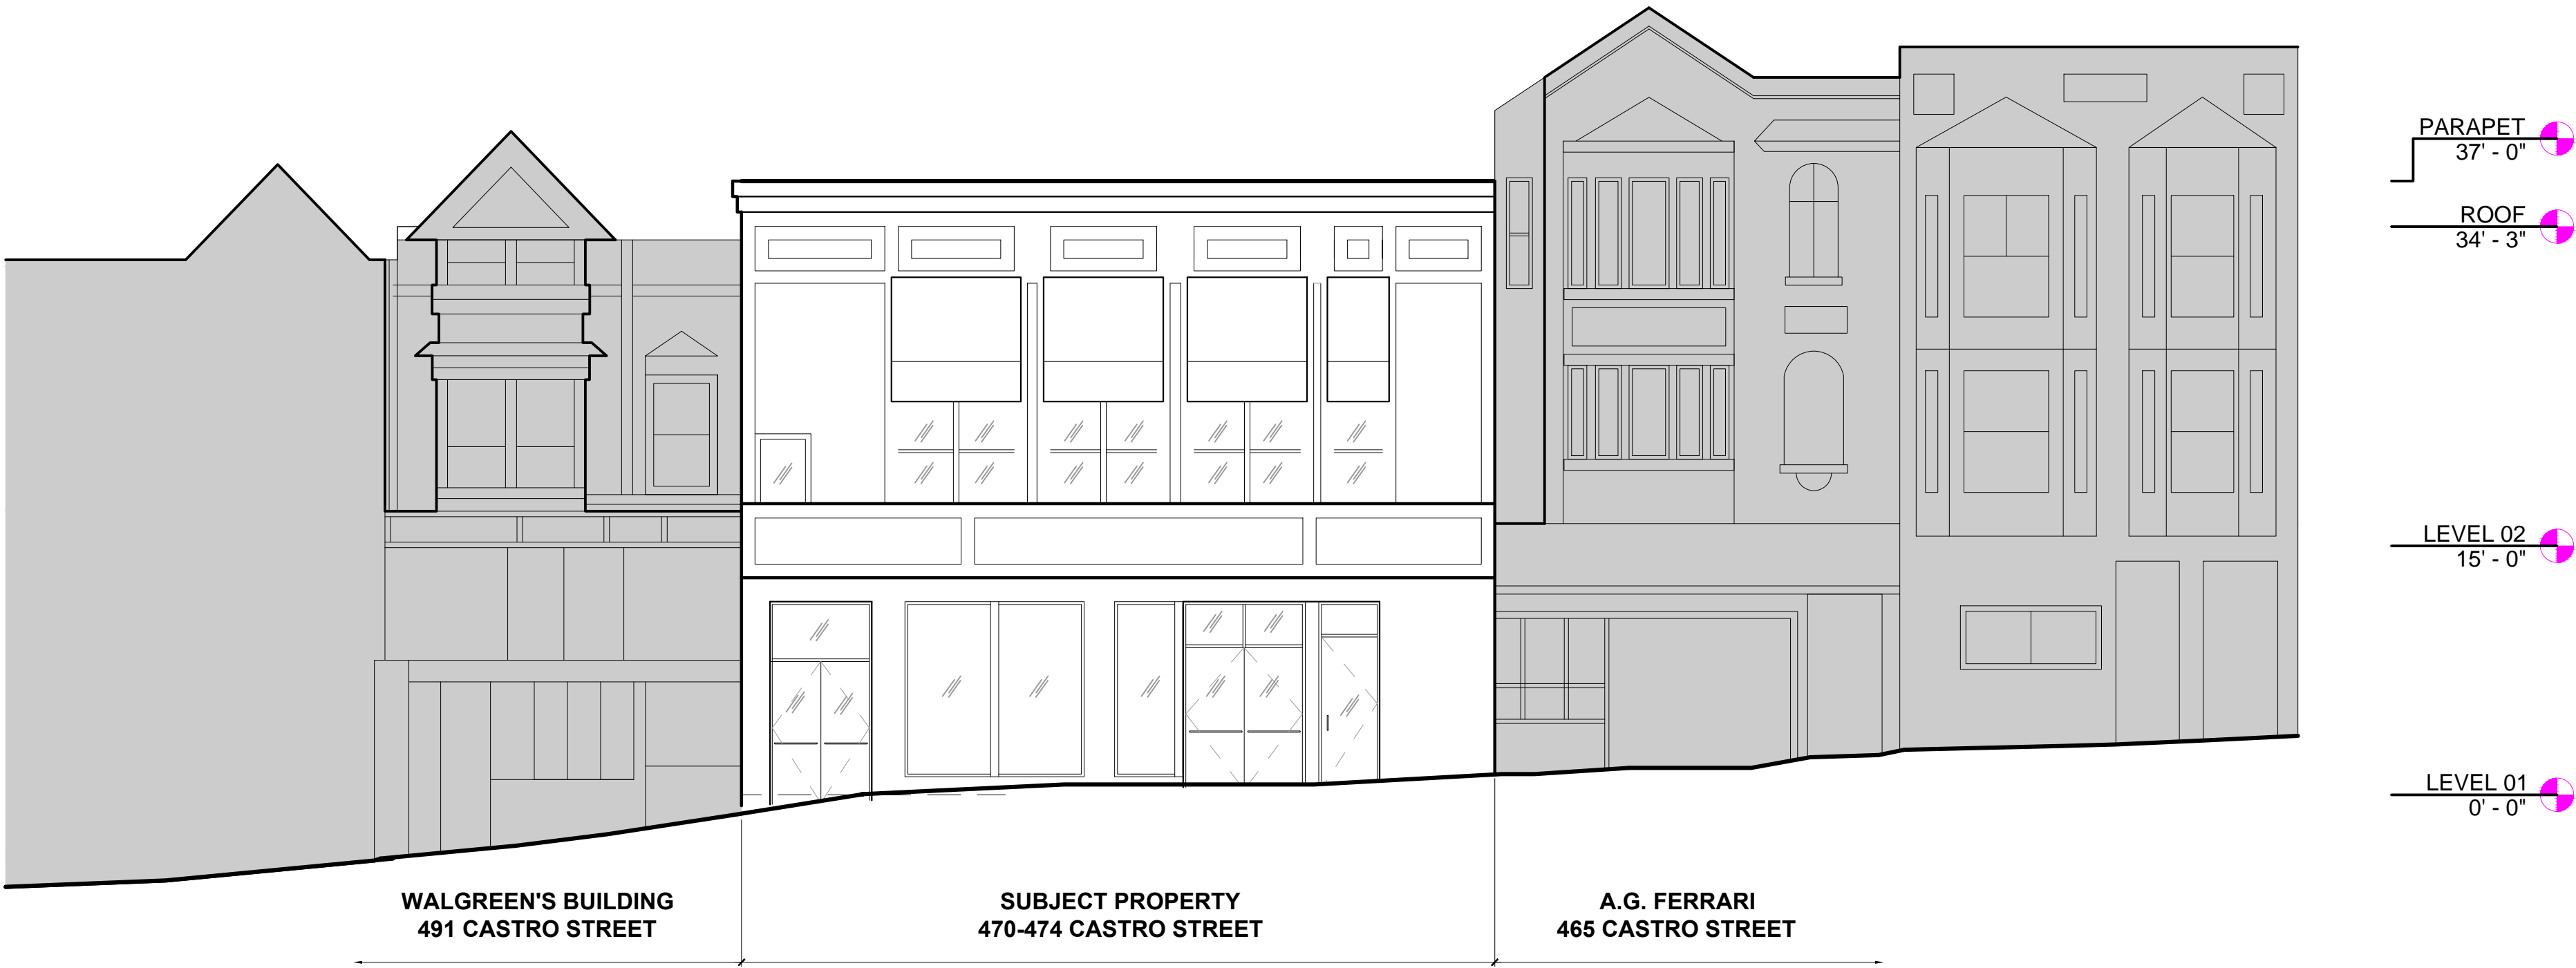 PARAPET
37' - 0"
ROOF
34' - 3"
LEVEL 02
15' - 0"
LEVEL 01
0' - 0"
WALGREEN'S BUILDING
491 CASTRO STREET
SUBJECT PROPERTY
470-474 CASTRO STREET
A.G. FERRARI
465 CASTRO STREET